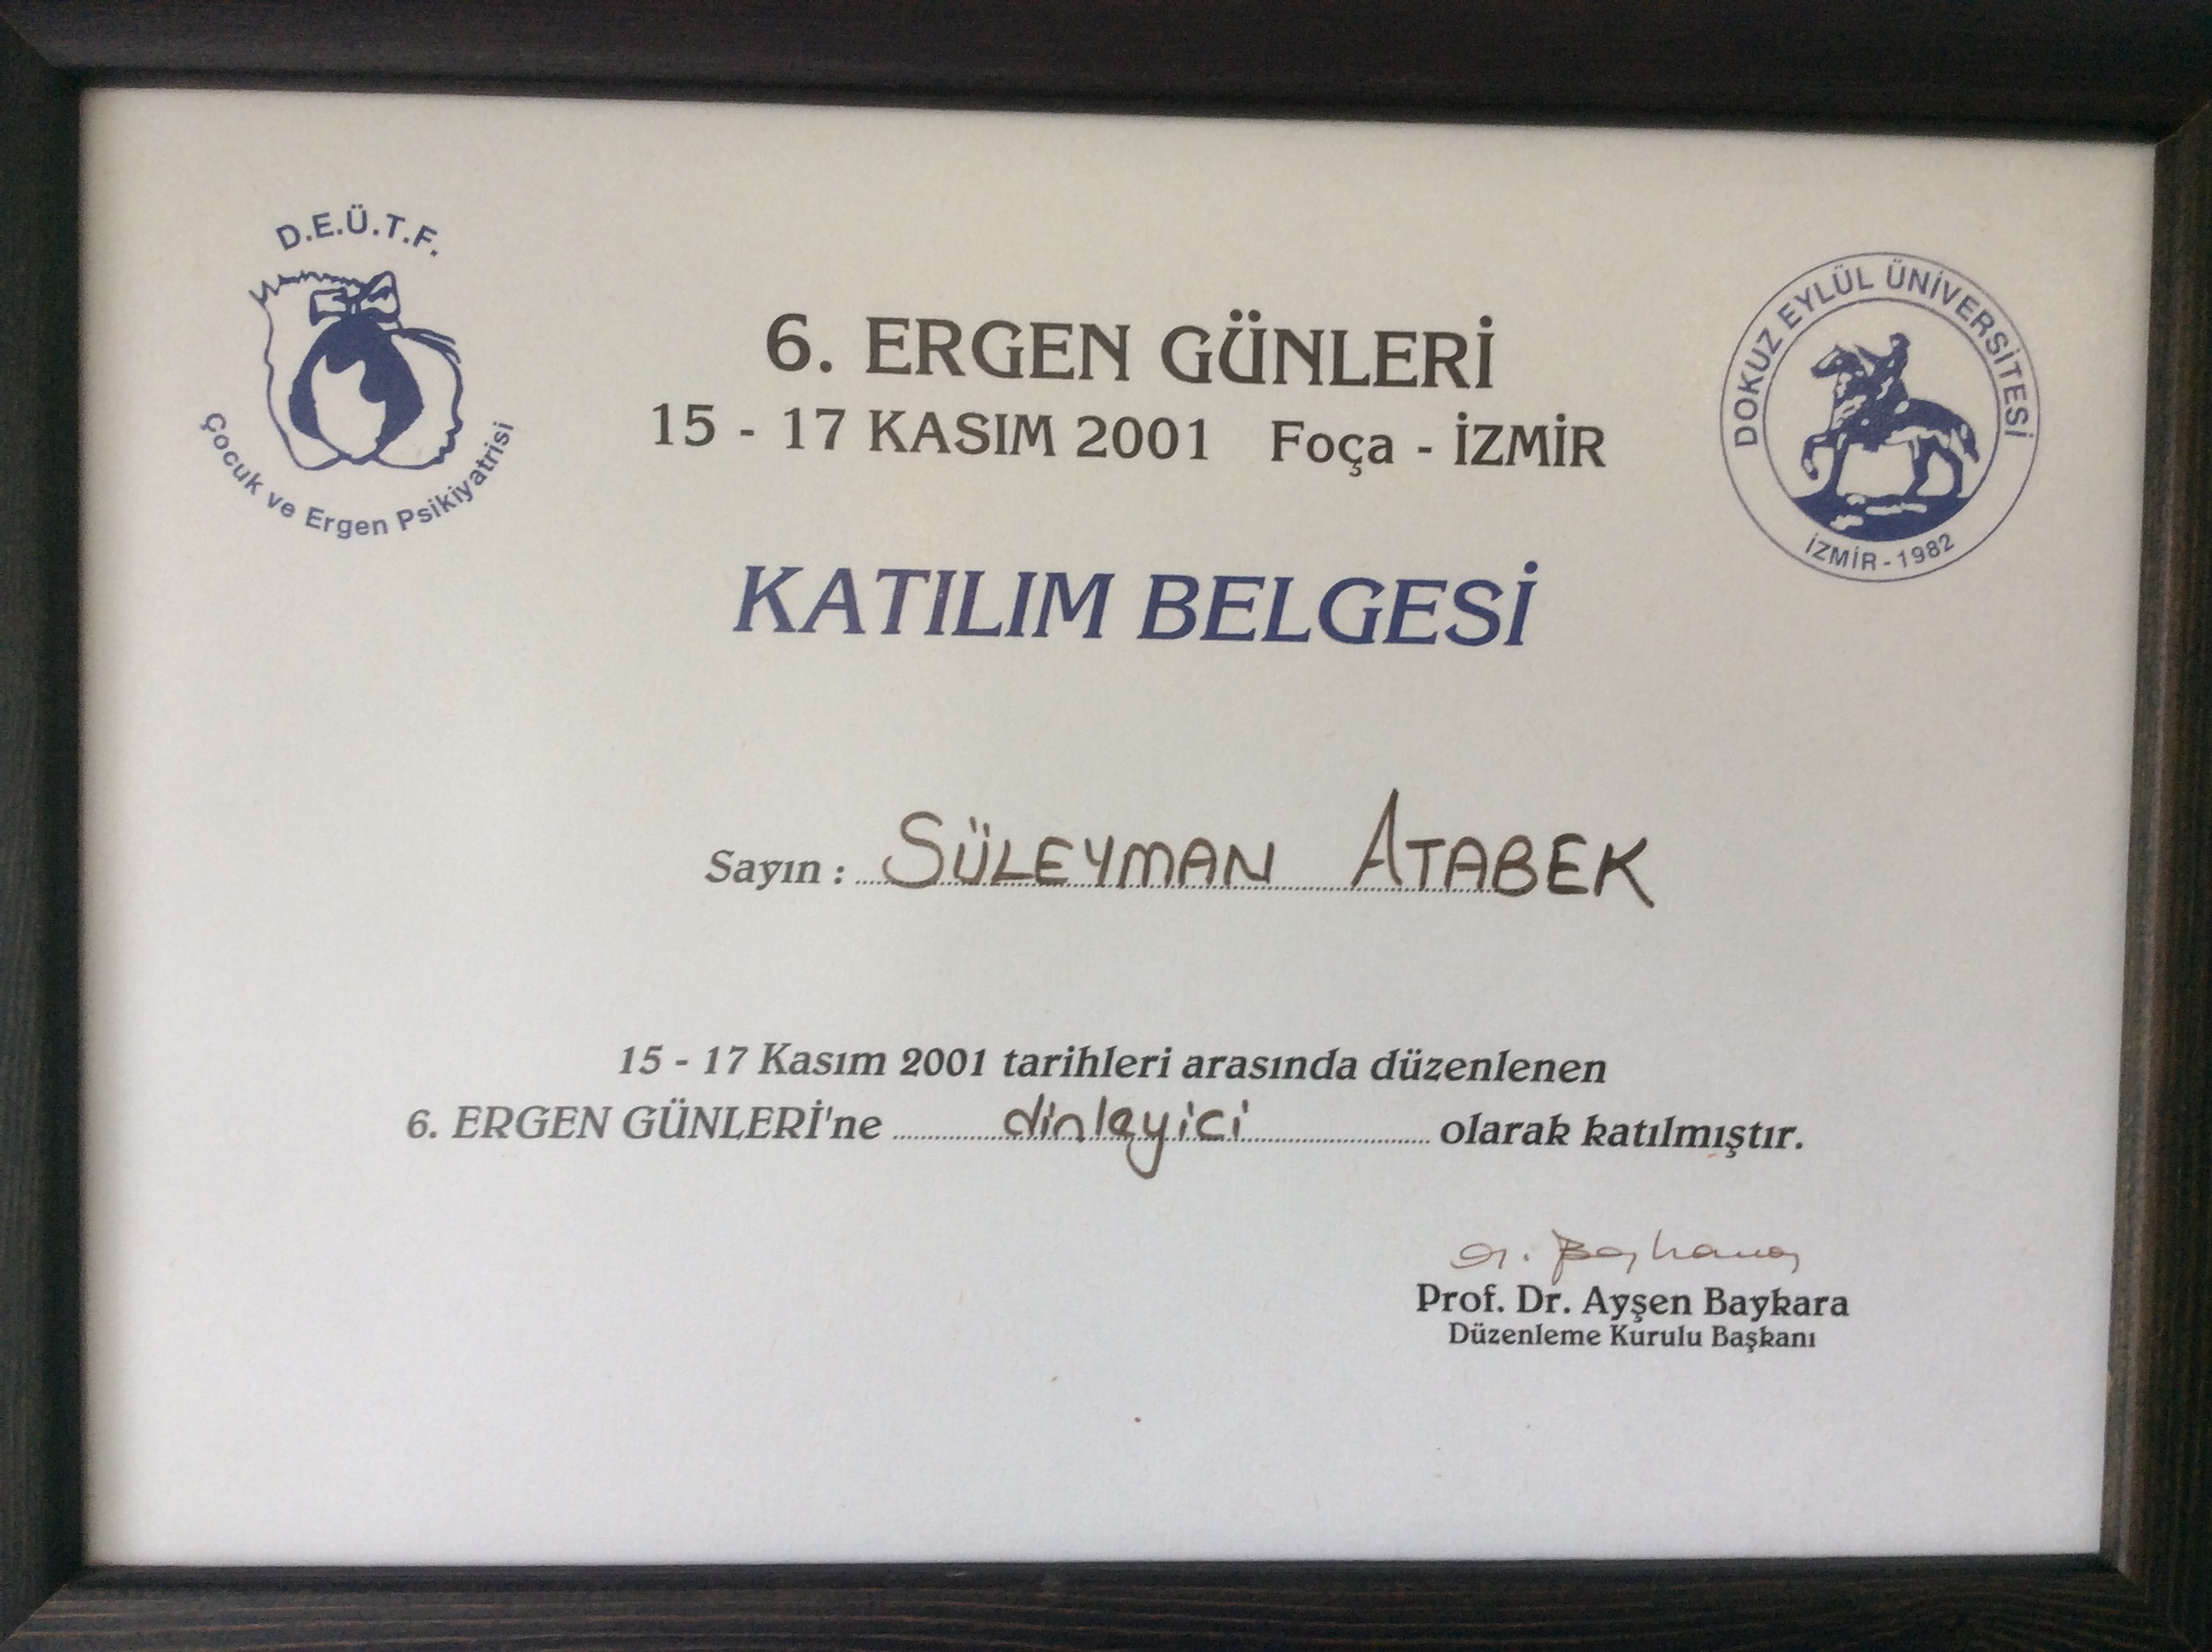 D.E.Ü.T.F.
Çocuk ve Ergen Psikiyatrisi
DOKUZ EYLÜL ÜNİVERSİTESİ
İZMİR - 1982
6. ERGEN GÜNLERİ
15 - 17 KASIM 2001 Foça - İZMİR
KATILIM BELGESİ
Sayın : SÜLEYMAN ATABEK
15 - 17 Kasım 2001 tarihleri arasında düzenlenen
6. ERGEN GÜNLERİ'ne dinleyici olarak katılmıştır.
Prof. Dr. Ayşen Baykara
Düzenleme Kurulu Başkanı